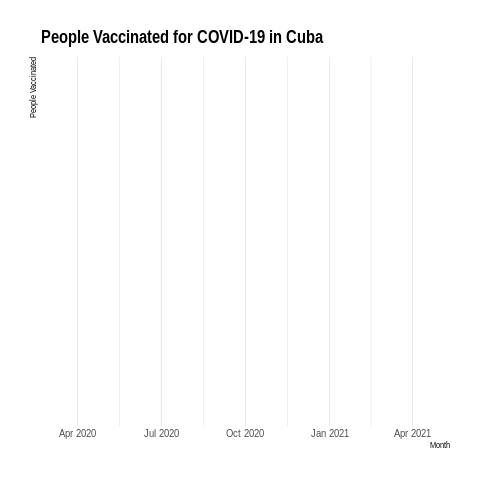 People Vaccinated for COVID-19 in Cuba
People Vaccinated
Apr 2020 Jul 2020 Oct 2020 Jan 2021 Apr 2021
Month